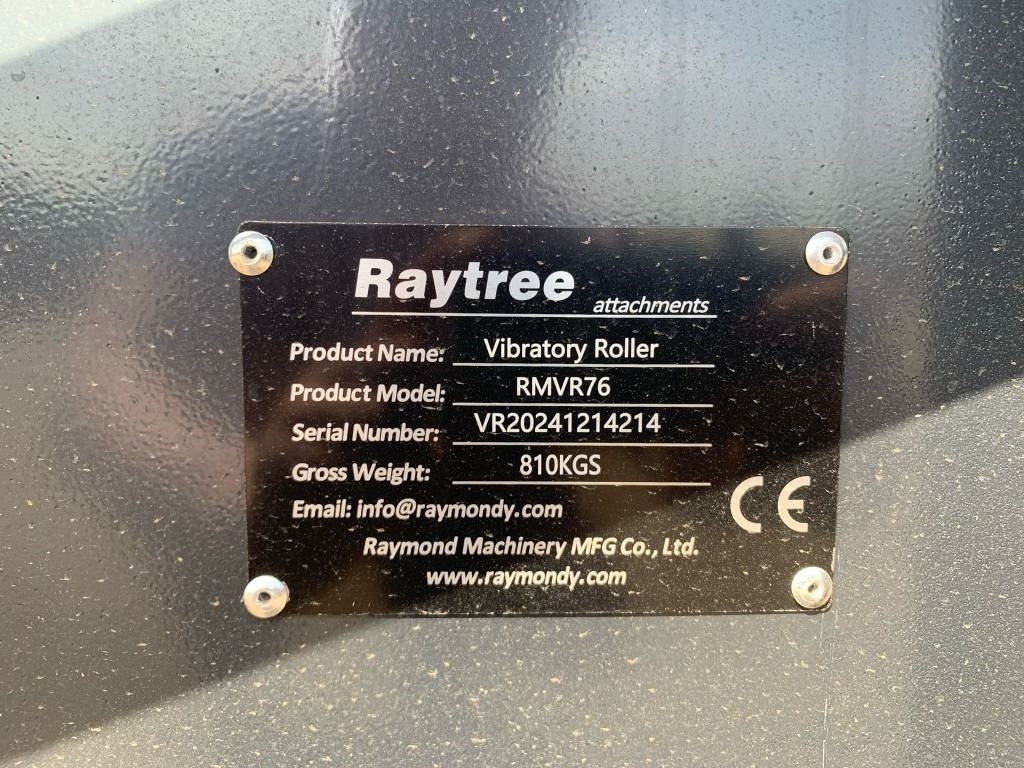 Raytree
attachments
Product Name: Vibratory Roller
Product Model: RMVR76
Serial Number: VR20241214214
Gross Weight: 810KGS
Email: info@raymondy.com
CE
Raymond Machinery MFG Co., Ltd.
www.raymondy.com